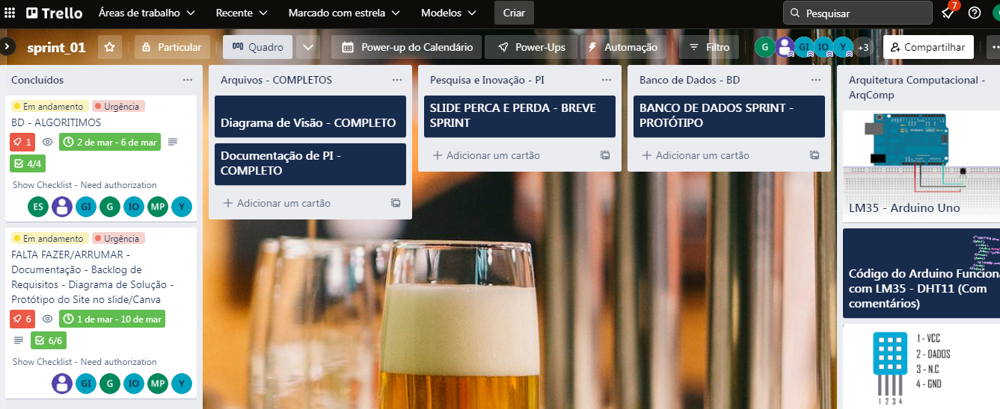 Trello
Áreas de trabalho
Recente
Marcado com estrela
Modelos
Criar
Pesquisar
7
sprint_01
Particular
Quadro
Power-up do Calendário
Power-Ups
Automação
Filtro
G
GI
IO
Y
+3
Compartilhar
Concluídos
Em andamento
Urgência
BD - ALGORITIMOS
1
2 de mar - 6 de mar
4/4
Show Checklist - Need authorization
ES
GI
G
IO
MP
Y
Em andamento
Urgência
FALTA FAZER/ARRUMAR -
Documentação - Backlog de
Requisitos - Diagrama de Solução -
Protótipo do Site no slide/Canva
6
1 de mar - 10 de mar
6/6
Show Checklist - Need authorization
GI
G
IO
MP
Y
Arquivos - COMPLETOS
Diagrama de Visão - COMPLETO
Documentação de PI -
COMPLETO
Adicionar um cartão
Pesquisa e Inovação - PI
SLIDE PERCA E PERDA - BREVE
SPRINT
Adicionar um cartão
Banco de Dados - BD
BANCO DE DADOS SPRINT -
PROTÓTIPO
Adicionar um cartão
Arquitetura Computacional -
ArqComp
LM35 - Arduino Uno
Código do Arduino Funciona
com LM35 - DHT11 (Com
comentários)
1 - VCC
2 - DADOS
3 - N.C
4 - GND
1 2 3 4